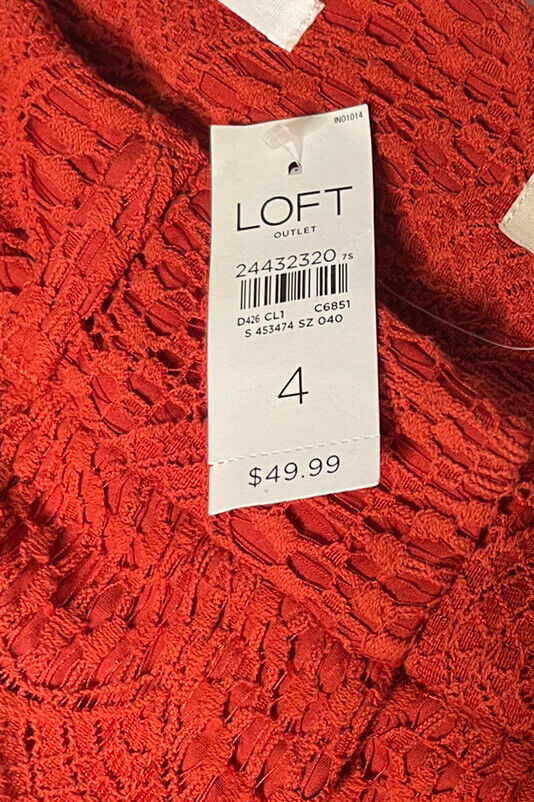 IN01014
LOFT
OUTLET
24432320 7S
D426 CL1 C6851
S 453474 SZ 040
4
$49.99